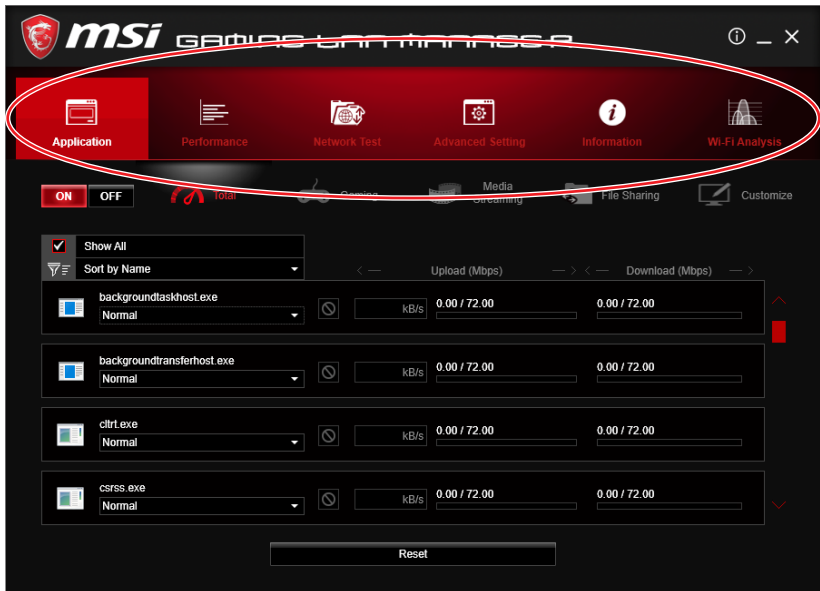 msi GAMING LAN MANAGER
Application
Performance
Network Test
Advanced Setting
Information
Wi-Fi Analysis
ON OFF
Total
Gaming
Media
Streaming
File Sharing
Customize
Show All
Sort by Name
Upload (Mbps)
Download (Mbps)
backgroundtaskhost.exe
Normal
kB/s
0.00 / 72.00
0.00 / 72.00
backgroundtransferhost.exe
Normal
kB/s
0.00 / 72.00
0.00 / 72.00
cltrt.exe
Normal
kB/s
0.00 / 72.00
0.00 / 72.00
csrss.exe
Normal
kB/s
0.00 / 72.00
0.00 / 72.00
Reset